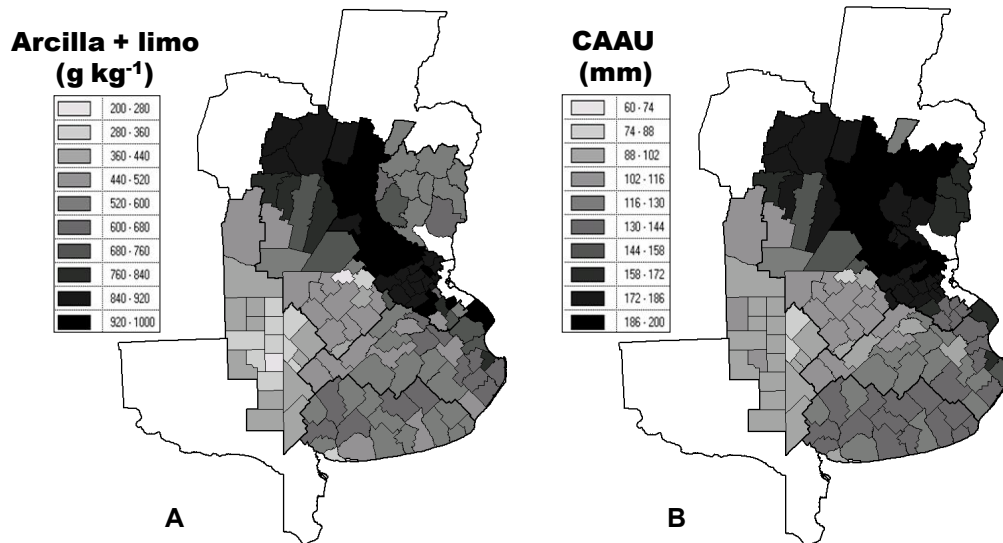 Arcilla + limo
(g kg-1)
200 - 280
280 - 360
360 - 440
440 - 520
520 - 600
600 - 680
680 - 760
760 - 840
840 - 920
920 - 1000
A
CAAU
(mm)
60 - 74
74 - 88
88 - 102
102 - 116
116 - 130
130 - 144
144 - 158
158 - 172
172 - 186
186 - 200
B